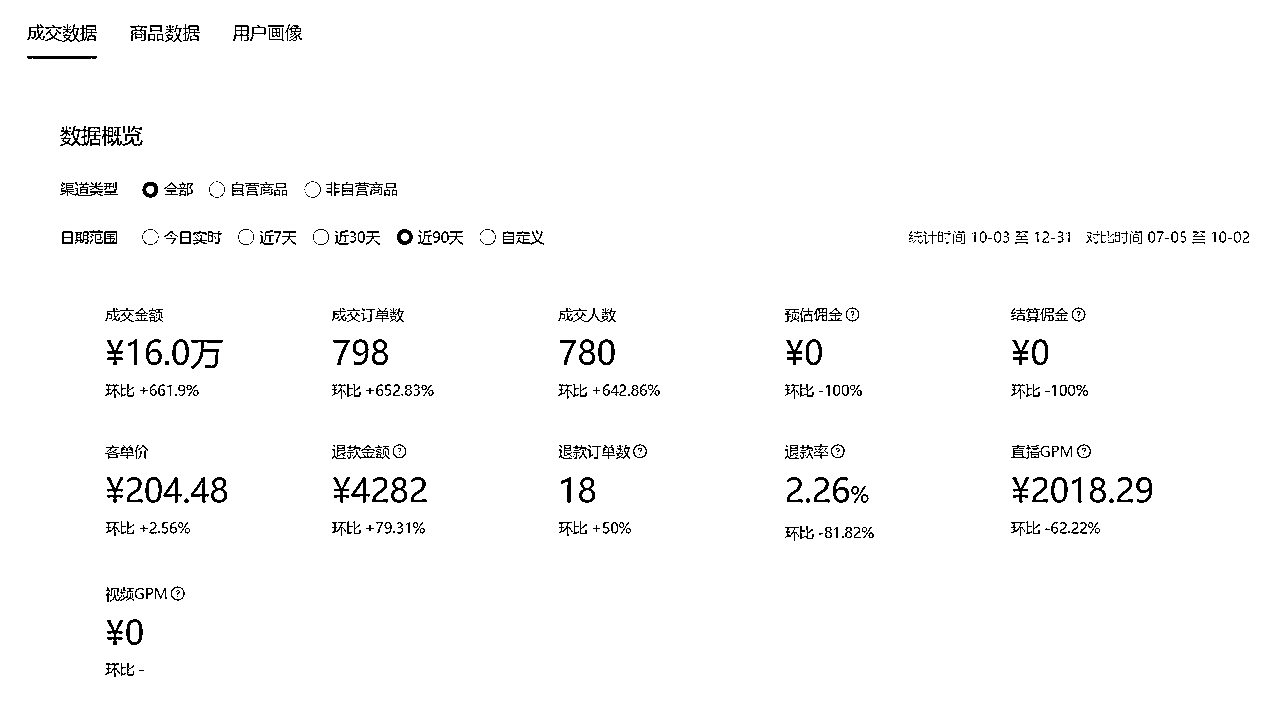 成交数据 商品数据 用户画像
数据概览
渠道类型 全部 自营商品 非自营商品
日期范围 今日实时 近7天 近30天 近90天 自定义 统计时间 10-03 至 12-31 对比时间 07-05 至 10-02
成交金额 成交订单数 成交人数 预估佣金 结算佣金
¥16.0万 798 780 ¥0 ¥0
环比 +661.9% 环比 +652.83% 环比 +642.86% 环比 -100% 环比 -100%
客单价 退款金额 退款订单数 退款率 直播GPM
¥204.48 ¥4282 18 2.26% ¥2018.29
环比 +2.56% 环比 +79.31% 环比 +50% 环比 -81.82% 环比 -62.22%
视频GPM
¥0
环比 -